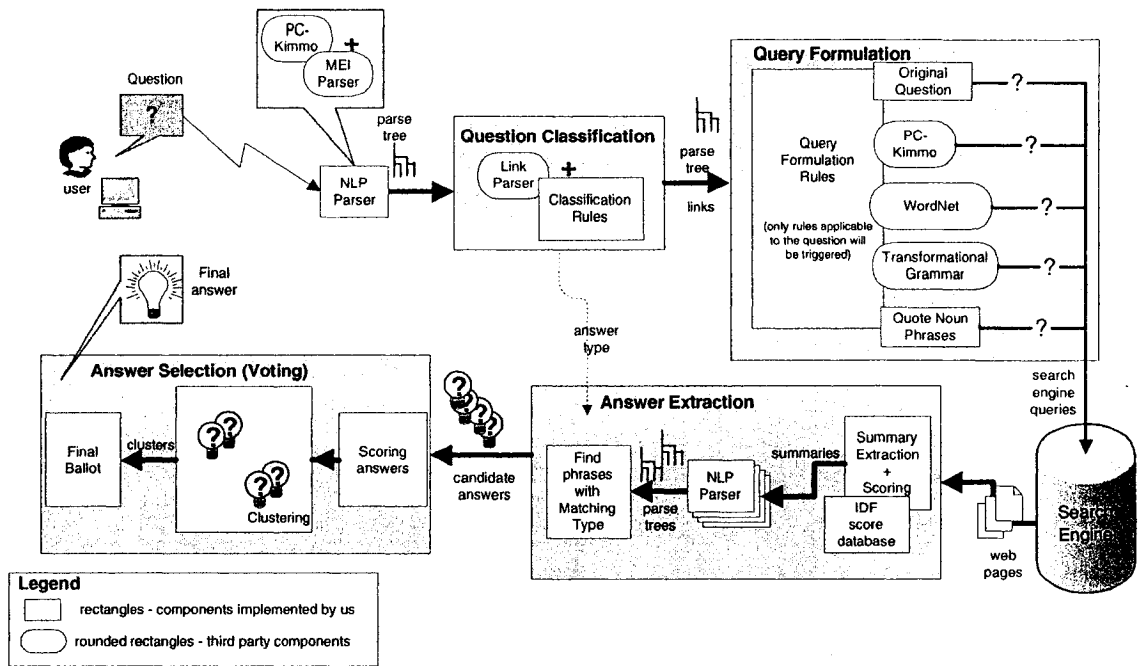 PC-
Kimmo
+
MEI
Parser
Question
?
user
NLP
Parser
parse
tree
Question Classification
Link
Parser
+
Classification
Rules
parse
tree
links
Query Formulation
Query
Formulation
Rules
(only rules applicable
to the question will
be triggered)
Original
Question
?
PC-
Kimmo
?
WordNet
?
Transformational
Grammar
?
Quote Noun
Phrases
?
Final
answer
answer
type
search
engine
queries
Search
Engine
web
pages
Answer Extraction
Summary
Extraction
+
Scoring
IDF
score
database
summaries
NLP
Parser
parse
trees
Find
phrases
with
Matching
Type
?
?
?
?
candidate
answers
Answer Selection (Voting)
Scoring
answers
?
?
?
?
Clustering
clusters
Final
Ballot
Legend
rectangles - components implemented by us
rounded rectangles - third party components